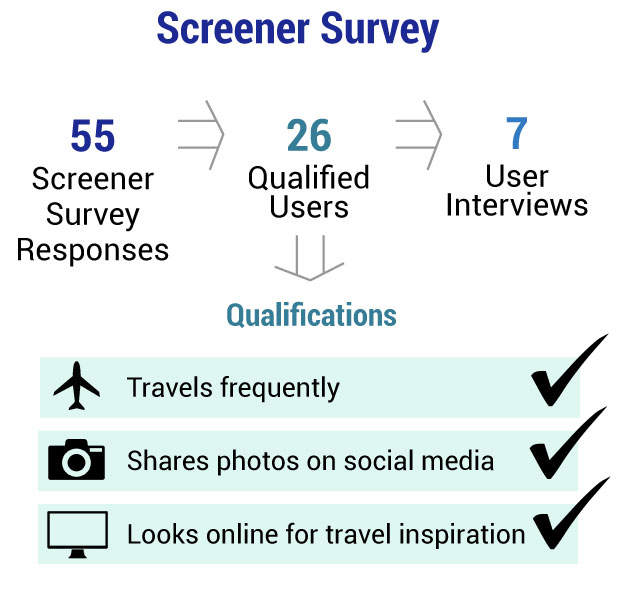 Screener Survey
55
Screener
Survey
Responses
26
Qualified
Users
7
User
Interviews
Qualifications
Travels frequently
Shares photos on social media
Looks online for travel inspiration